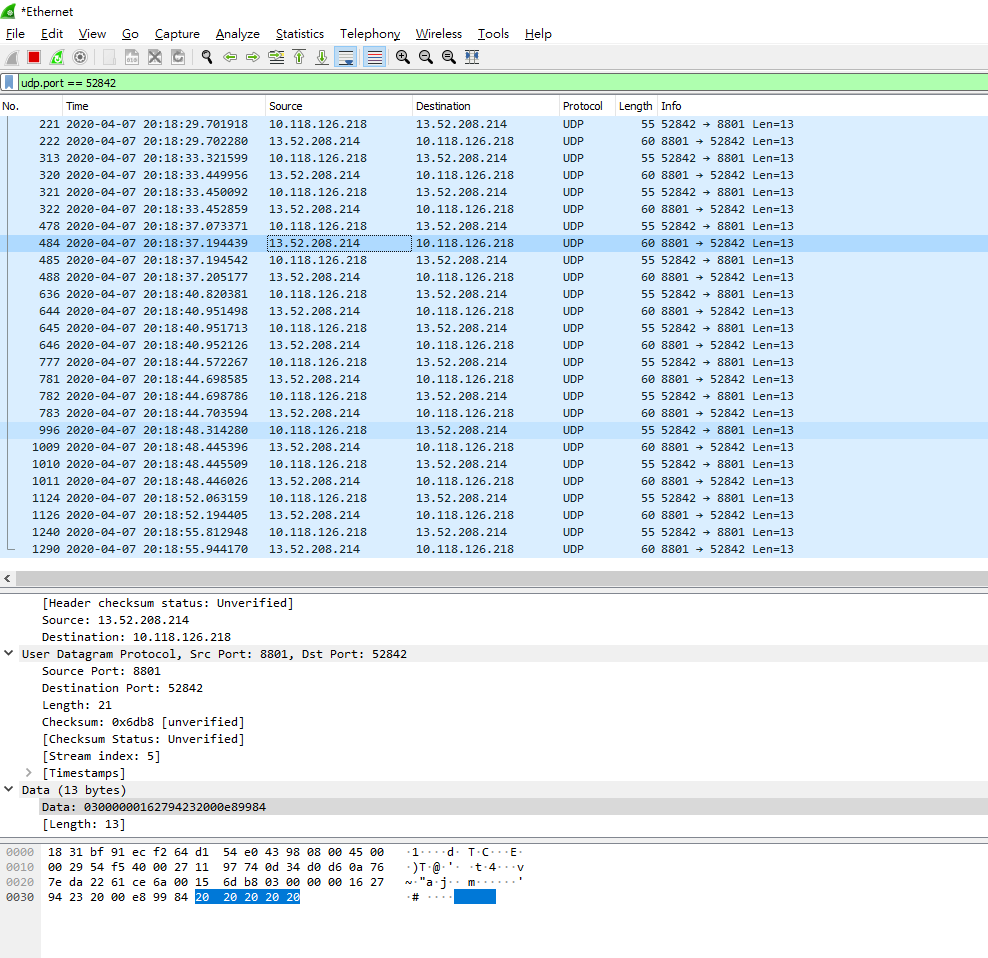 *Ethernet
File Edit View Go Capture Analyze Statistics Telephony Wireless Tools Help
udp.port == 52842
No. Time Source Destination Protocol Length Info
221 2020-04-07 20:18:29.701918 10.118.126.218 13.52.208.214 UDP 55 52842 → 8801 Len=13
222 2020-04-07 20:18:29.702280 13.52.208.214 10.118.126.218 UDP 60 8801 → 52842 Len=13
313 2020-04-07 20:18:33.321599 10.118.126.218 13.52.208.214 UDP 55 52842 → 8801 Len=13
320 2020-04-07 20:18:33.449956 13.52.208.214 10.118.126.218 UDP 60 8801 → 52842 Len=13
321 2020-04-07 20:18:33.450092 10.118.126.218 13.52.208.214 UDP 55 52842 → 8801 Len=13
322 2020-04-07 20:18:33.452859 13.52.208.214 10.118.126.218 UDP 60 8801 → 52842 Len=13
478 2020-04-07 20:18:37.073371 10.118.126.218 13.52.208.214 UDP 55 52842 → 8801 Len=13
484 2020-04-07 20:18:37.194439 13.52.208.214 10.118.126.218 UDP 60 8801 → 52842 Len=13
485 2020-04-07 20:18:37.194542 10.118.126.218 13.52.208.214 UDP 55 52842 → 8801 Len=13
488 2020-04-07 20:18:37.205177 13.52.208.214 10.118.126.218 UDP 60 8801 → 52842 Len=13
636 2020-04-07 20:18:40.820381 10.118.126.218 13.52.208.214 UDP 55 52842 → 8801 Len=13
644 2020-04-07 20:18:40.951498 13.52.208.214 10.118.126.218 UDP 60 8801 → 52842 Len=13
645 2020-04-07 20:18:40.951713 10.118.126.218 13.52.208.214 UDP 55 52842 → 8801 Len=13
646 2020-04-07 20:18:40.952126 13.52.208.214 10.118.126.218 UDP 60 8801 → 52842 Len=13
777 2020-04-07 20:18:44.572267 10.118.126.218 13.52.208.214 UDP 55 52842 → 8801 Len=13
781 2020-04-07 20:18:44.698585 13.52.208.214 10.118.126.218 UDP 60 8801 → 52842 Len=13
782 2020-04-07 20:18:44.698786 10.118.126.218 13.52.208.214 UDP 55 52842 → 8801 Len=13
783 2020-04-07 20:18:44.703594 13.52.208.214 10.118.126.218 UDP 60 8801 → 52842 Len=13
996 2020-04-07 20:18:48.314280 10.118.126.218 13.52.208.214 UDP 55 52842 → 8801 Len=13
1009 2020-04-07 20:18:48.445396 13.52.208.214 10.118.126.218 UDP 60 8801 → 52842 Len=13
1010 2020-04-07 20:18:48.445509 10.118.126.218 13.52.208.214 UDP 55 52842 → 8801 Len=13
1011 2020-04-07 20:18:48.446026 13.52.208.214 10.118.126.218 UDP 60 8801 → 52842 Len=13
1124 2020-04-07 20:18:52.063159 10.118.126.218 13.52.208.214 UDP 55 52842 → 8801 Len=13
1126 2020-04-07 20:18:52.194405 13.52.208.214 10.118.126.218 UDP 60 8801 → 52842 Len=13
1240 2020-04-07 20:18:55.812948 10.118.126.218 13.52.208.214 UDP 55 52842 → 8801 Len=13
1290 2020-04-07 20:18:55.944170 13.52.208.214 10.118.126.218 UDP 60 8801 → 52842 Len=13
[Header checksum status: Unverified]
Source: 13.52.208.214
Destination: 10.118.126.218
User Datagram Protocol, Src Port: 8801, Dst Port: 52842
Source Port: 8801
Destination Port: 52842
Length: 21
Checksum: 0x6db8 [unverified]
[Checksum Status: Unverified]
[Stream index: 5]
[Timestamps]
Data (13 bytes)
Data: 03000000162794232000e89984
[Length: 13]
0000 18 31 bf 91 ec f2 64 d1 54 e0 43 98 08 00 45 00 ·1····d· T·C···E·
0010 00 29 54 f5 40 00 27 11 97 74 0d 34 d0 d6 0a 76 ·)T·@·'· ·t·4···v
0020 7e da 22 61 ce 6a 00 15 6d b8 03 00 00 00 16 27 ~·"a·j·· m······'
0030 94 23 20 00 e8 99 84 20 20 20 20 20 ·# ····